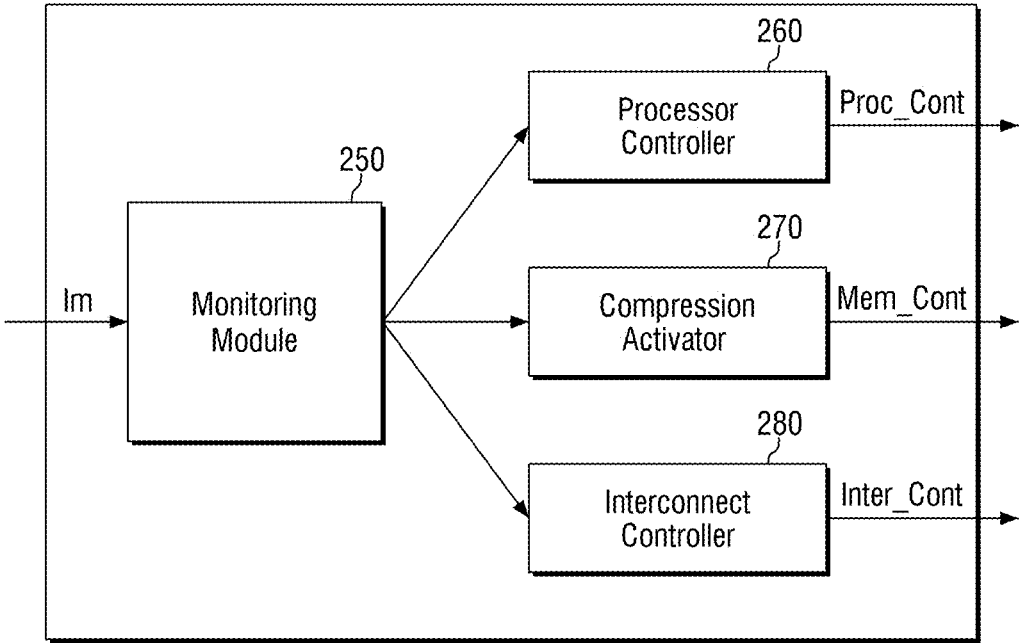 260
Processor
Controller
Proc_Cont
250
Im
Monitoring
Module
270
Compression
Activator
Mem_Cont
280
Interconnect
Controller
Inter_Cont